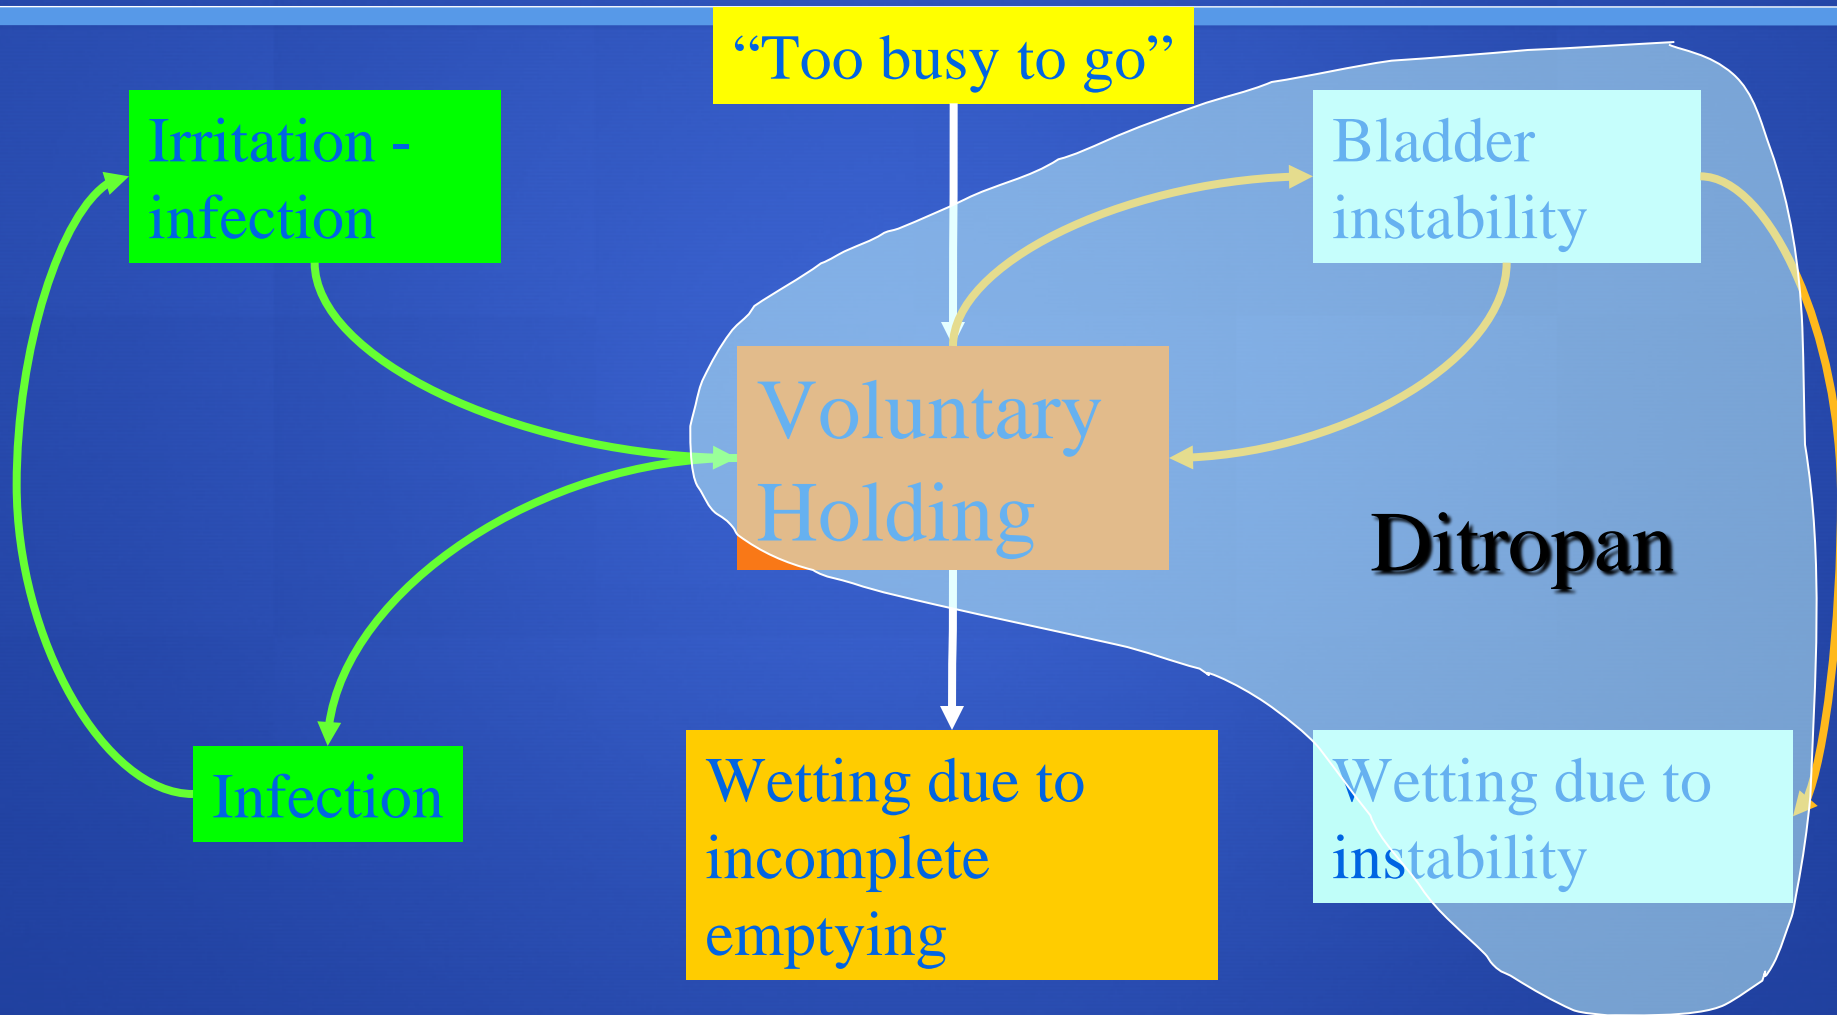 “Too busy to go”
Irritation -
infection
Bladder
instability
Voluntary
Holding
Ditropan
Infection
Wetting due to
incomplete
emptying
Wetting due to
instability